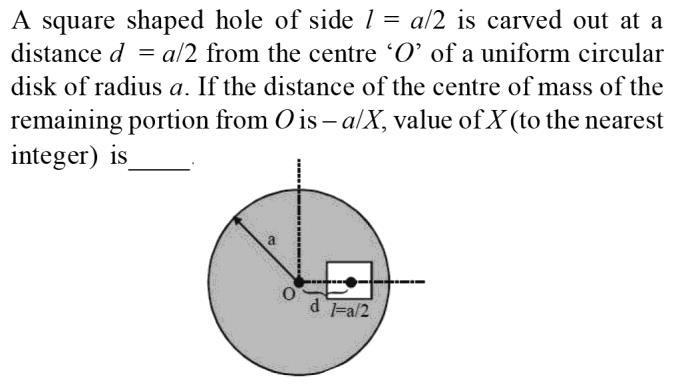 A square shaped hole of side l = a/2 is carved out at a
distance d = a/2 from the centre ‘O’ of a uniform circular
disk of radius a. If the distance of the centre of mass of the
remaining portion from O is – a/X, value of X (to the nearest
integer) is_____.
a
O
d l=a/2